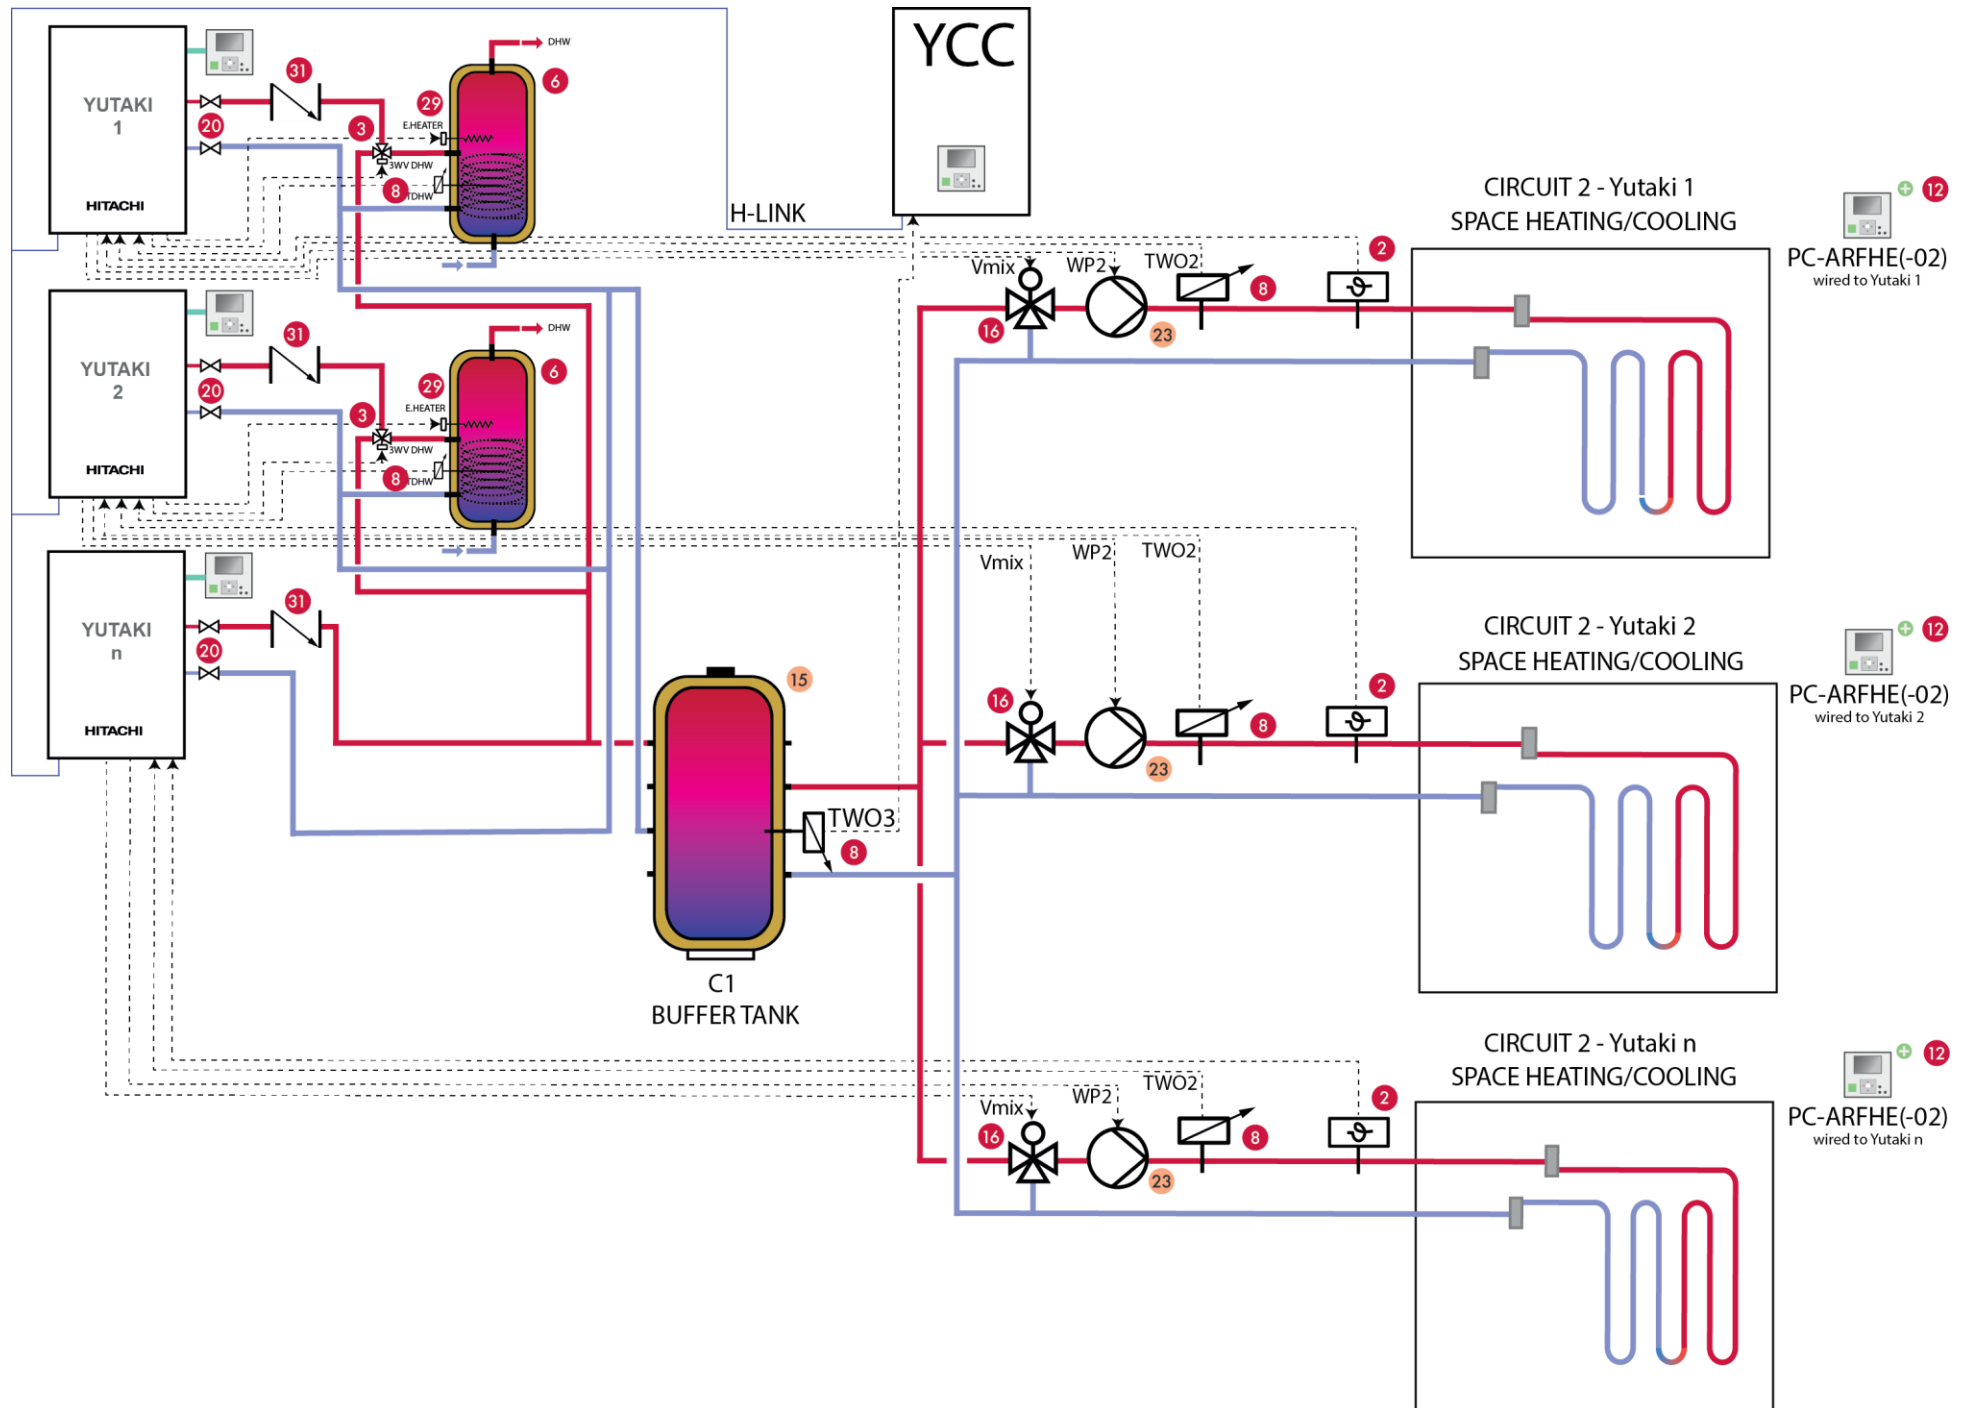 YUTAKI
1
HITACHI
20
31
3
3WV DHW
29
E.HEATER
8
TDHW
DHW
6
H-LINK
YCC
YUTAKI
2
HITACHI
20
31
3
3WV DHW
29
E.HEATER
8
TDHW
DHW
6
YUTAKI
n
HITACHI
20
31
15
TWO3
8
C1
BUFFER TANK
Vmix
16
WP2
23
TWO2
8
2
CIRCUIT 2 - Yutaki 1
SPACE HEATING/COOLING
12
PC-ARFHE(-02)
wired to Yutaki 1
Vmix
16
WP2
23
TWO2
8
2
CIRCUIT 2 - Yutaki 2
SPACE HEATING/COOLING
12
PC-ARFHE(-02)
wired to Yutaki 2
Vmix
16
WP2
23
TWO2
8
2
CIRCUIT 2 - Yutaki n
SPACE HEATING/COOLING
12
PC-ARFHE(-02)
wired to Yutaki n